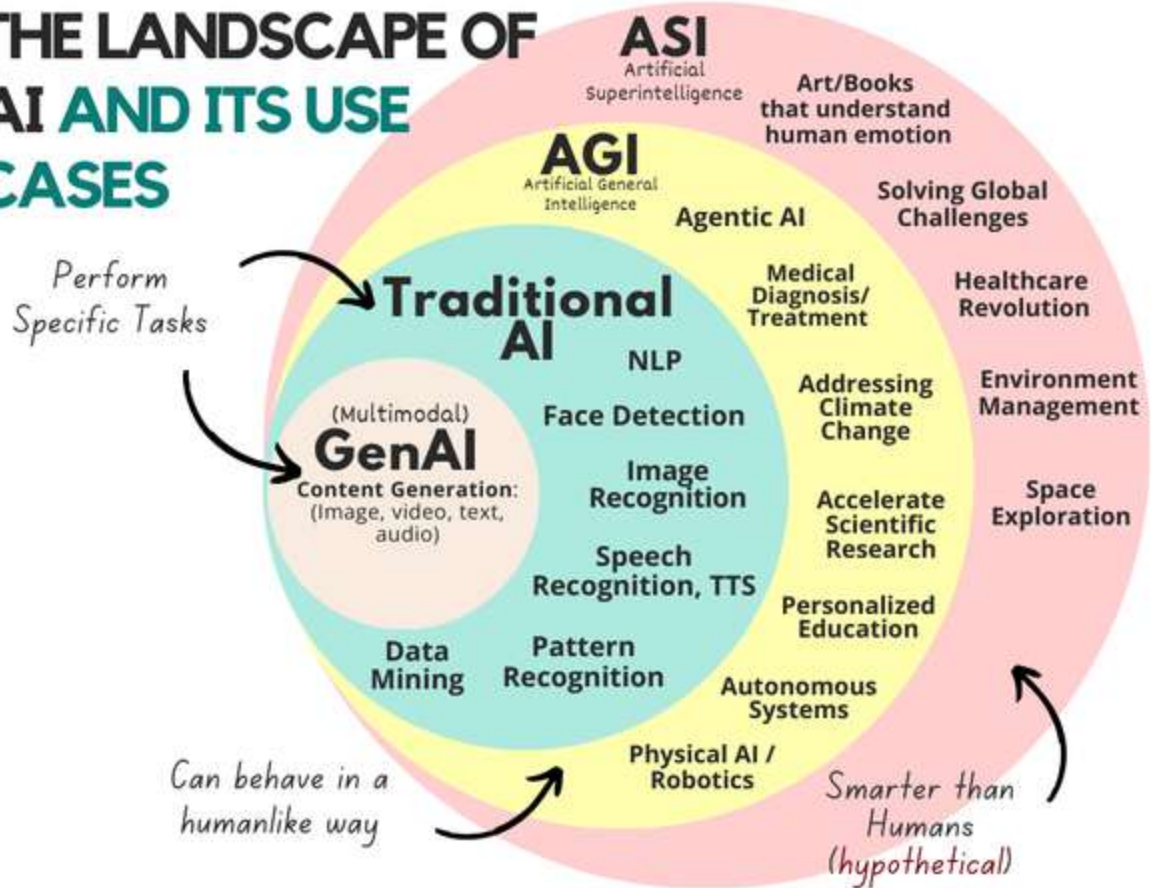 THE LANDSCAPE OF
AI AND ITS USE
CASES
ASI
Artificial
Superintelligence
Art/Books
that understand
human emotion
Solving Global
Challenges
Healthcare
Revolution
Environment
Management
Space
Exploration
AGI
Artificial General
Intelligence
Agentic AI
Medical
Diagnosis/
Treatment
Addressing
Climate
Change
Accelerate
Scientific
Research
Personalized
Education
Autonomous
Systems
Physical AI /
Robotics
Perform
Specific Tasks
Traditional
AI
NLP
Face Detection
Image
Recognition
Speech
Recognition, TTS
Pattern
Recognition
Data
Mining
(Multimodal)
GenAI
Content Generation:
(Image, video, text,
audio)
Can behave in a
humanlike way
Smarter than
Humans
(hypothetical)